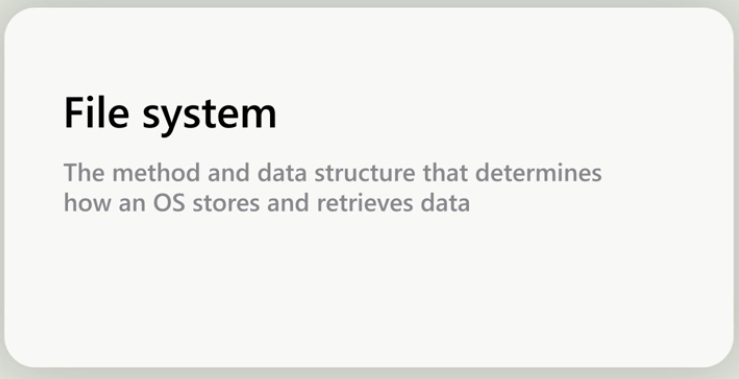 File system
The method and data structure that determines
how an OS stores and retrieves data